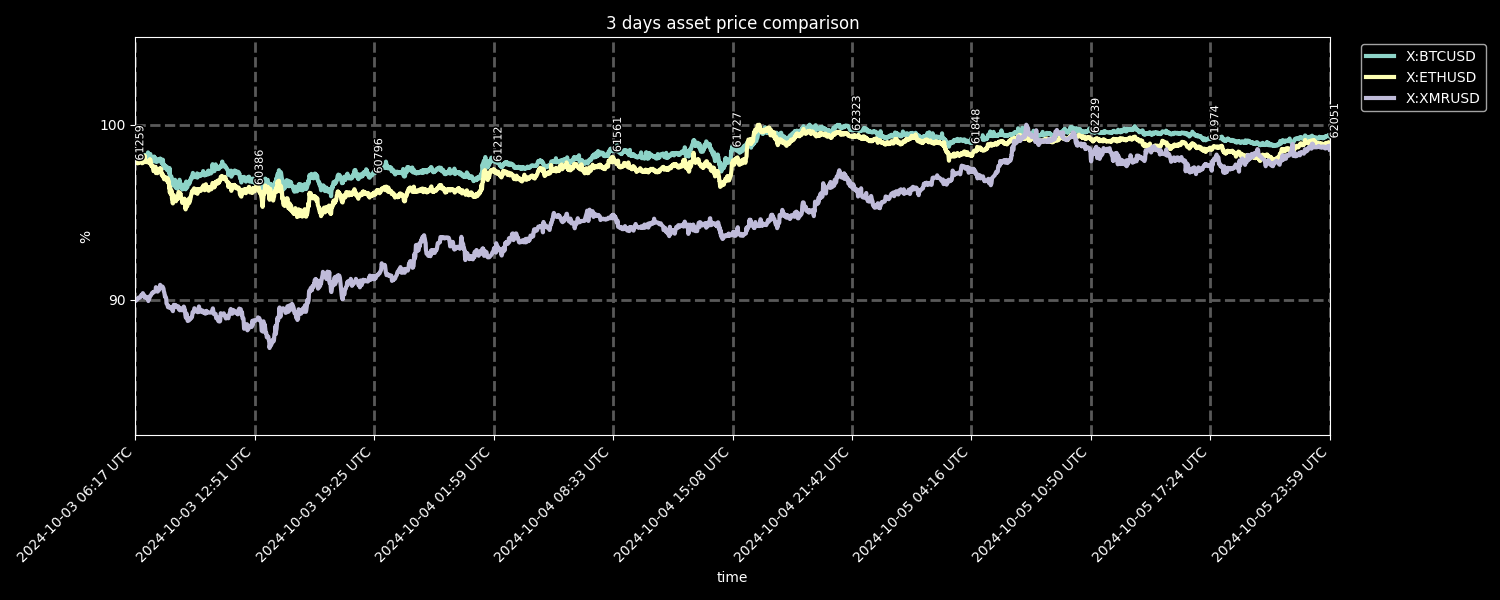 3 days asset price comparison
X:BTCUSD
X:ETHUSD
X:XMRUSD
100
90
%
61259
60386
60796
61212
61561
61727
62323
61848
62239
61974
62051
2024-10-03 06:17 UTC
2024-10-03 12:51 UTC
2024-10-03 19:25 UTC
2024-10-04 01:59 UTC
2024-10-04 08:33 UTC
2024-10-04 15:08 UTC
2024-10-04 21:42 UTC
2024-10-05 04:16 UTC
2024-10-05 10:50 UTC
2024-10-05 17:24 UTC
2024-10-05 23:59 UTC
time